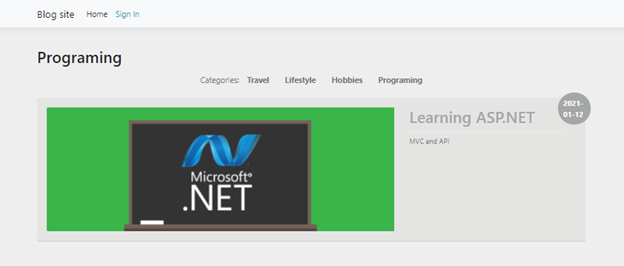 Blog site Home Sign In
Programing
Categories: Travel Lifestyle Hobbies Programing
Microsoft®
.NET
Learning ASP.NET
2021-
01-12
MVC and API